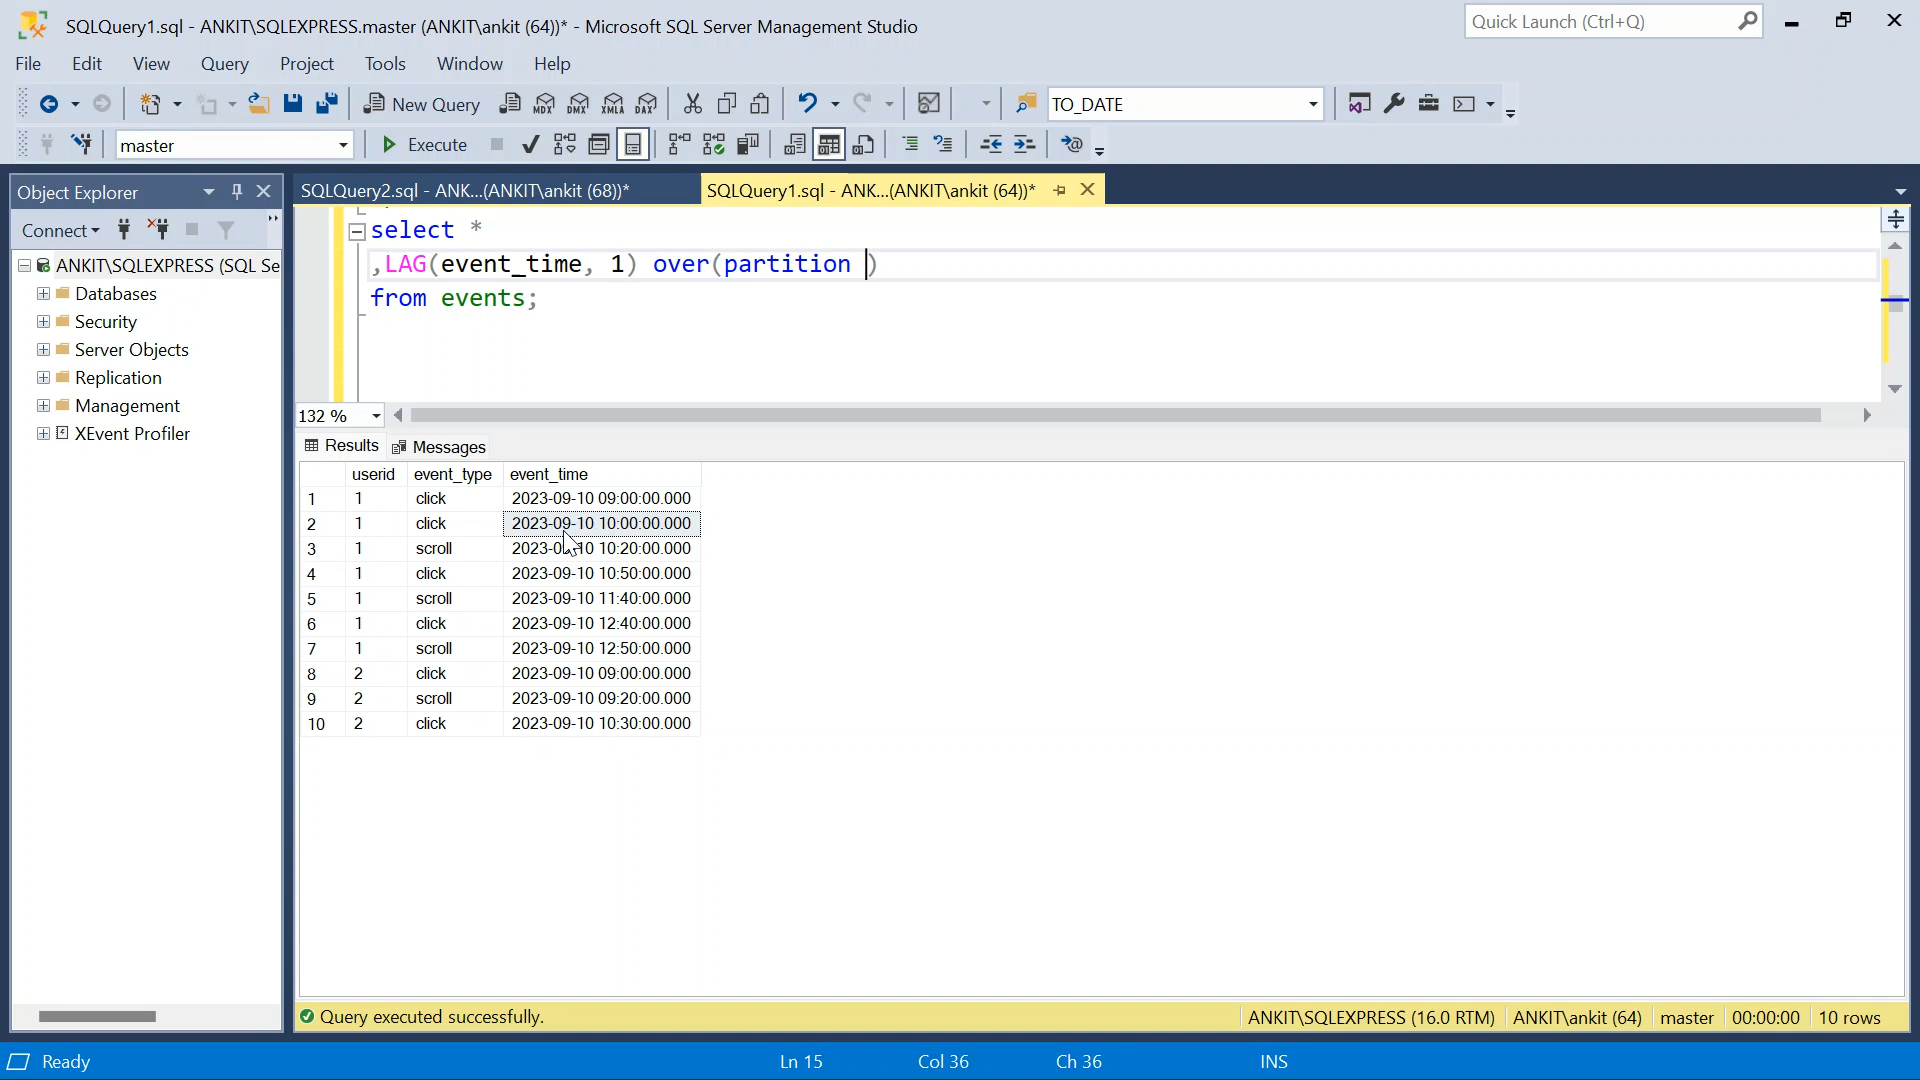 SQLQuery1.sql - ANKIT\SQLEXPRESS.master (ANKIT\ankit (64))* - Microsoft SQL Server Management Studio
Quick Launch (Ctrl+Q)
File Edit View Query Project Tools Window Help
New Query MDX DMX XMLA DAX TO_DATE
master Execute
Object Explorer
SQLQuery2.sql - ANK...(ANKIT\ankit (68))* SQLQuery1.sql - ANK...(ANKIT\ankit (64))*
Connect
ANKIT\SQLEXPRESS (SQL Se
Databases
Security
Server Objects
Replication
Management
XEvent Profiler
select *
,LAG(event_time, 1) over(partition )
from events;
132 %
Results Messages
userid event_type event_time
1 1 click 2023-09-10 09:00:00.000
2 1 click 2023-09-10 10:00:00.000
3 1 scroll 2023-09-10 10:20:00.000
4 1 click 2023-09-10 10:50:00.000
5 1 scroll 2023-09-10 11:40:00.000
6 1 click 2023-09-10 12:40:00.000
7 1 scroll 2023-09-10 12:50:00.000
8 2 click 2023-09-10 09:00:00.000
9 2 scroll 2023-09-10 09:20:00.000
10 2 click 2023-09-10 10:30:00.000
Query executed successfully. ANKIT\SQLEXPRESS (16.0 RTM) ANKIT\ankit (64) master 00:00:00 10 rows
Ready Ln 15 Col 36 Ch 36 INS